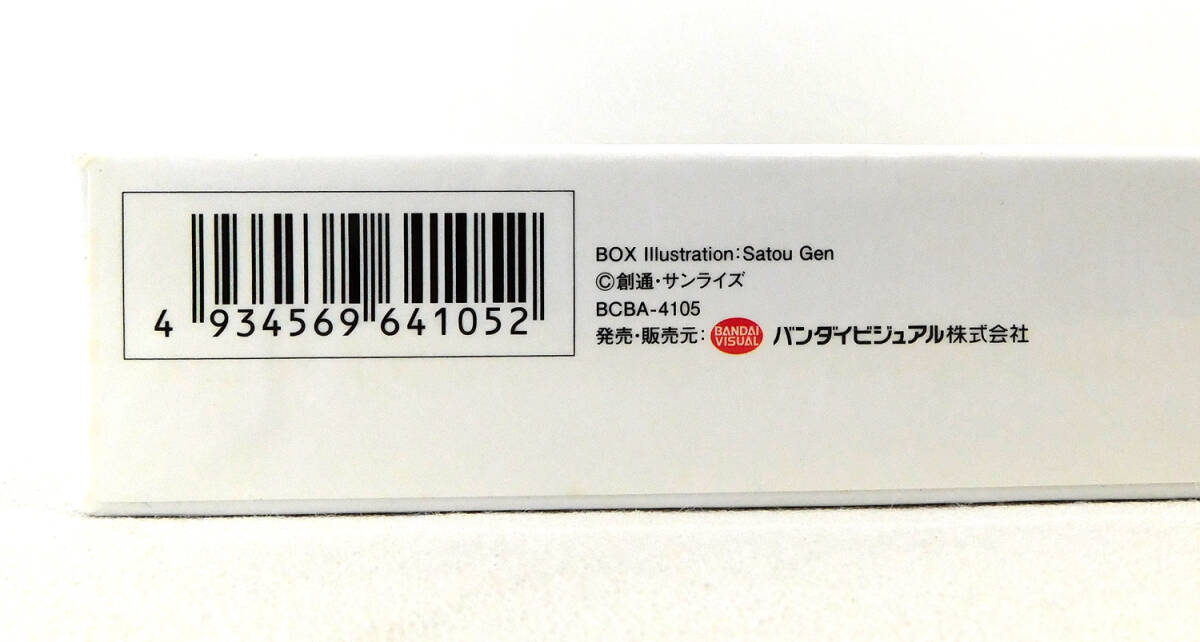 4 934569 641052
BOX Illustration:Satou Gen
©創通・サンライズ
BCBA-4105
発売・販売元: BANDAI VISUAL バンダイビジュアル株式会社